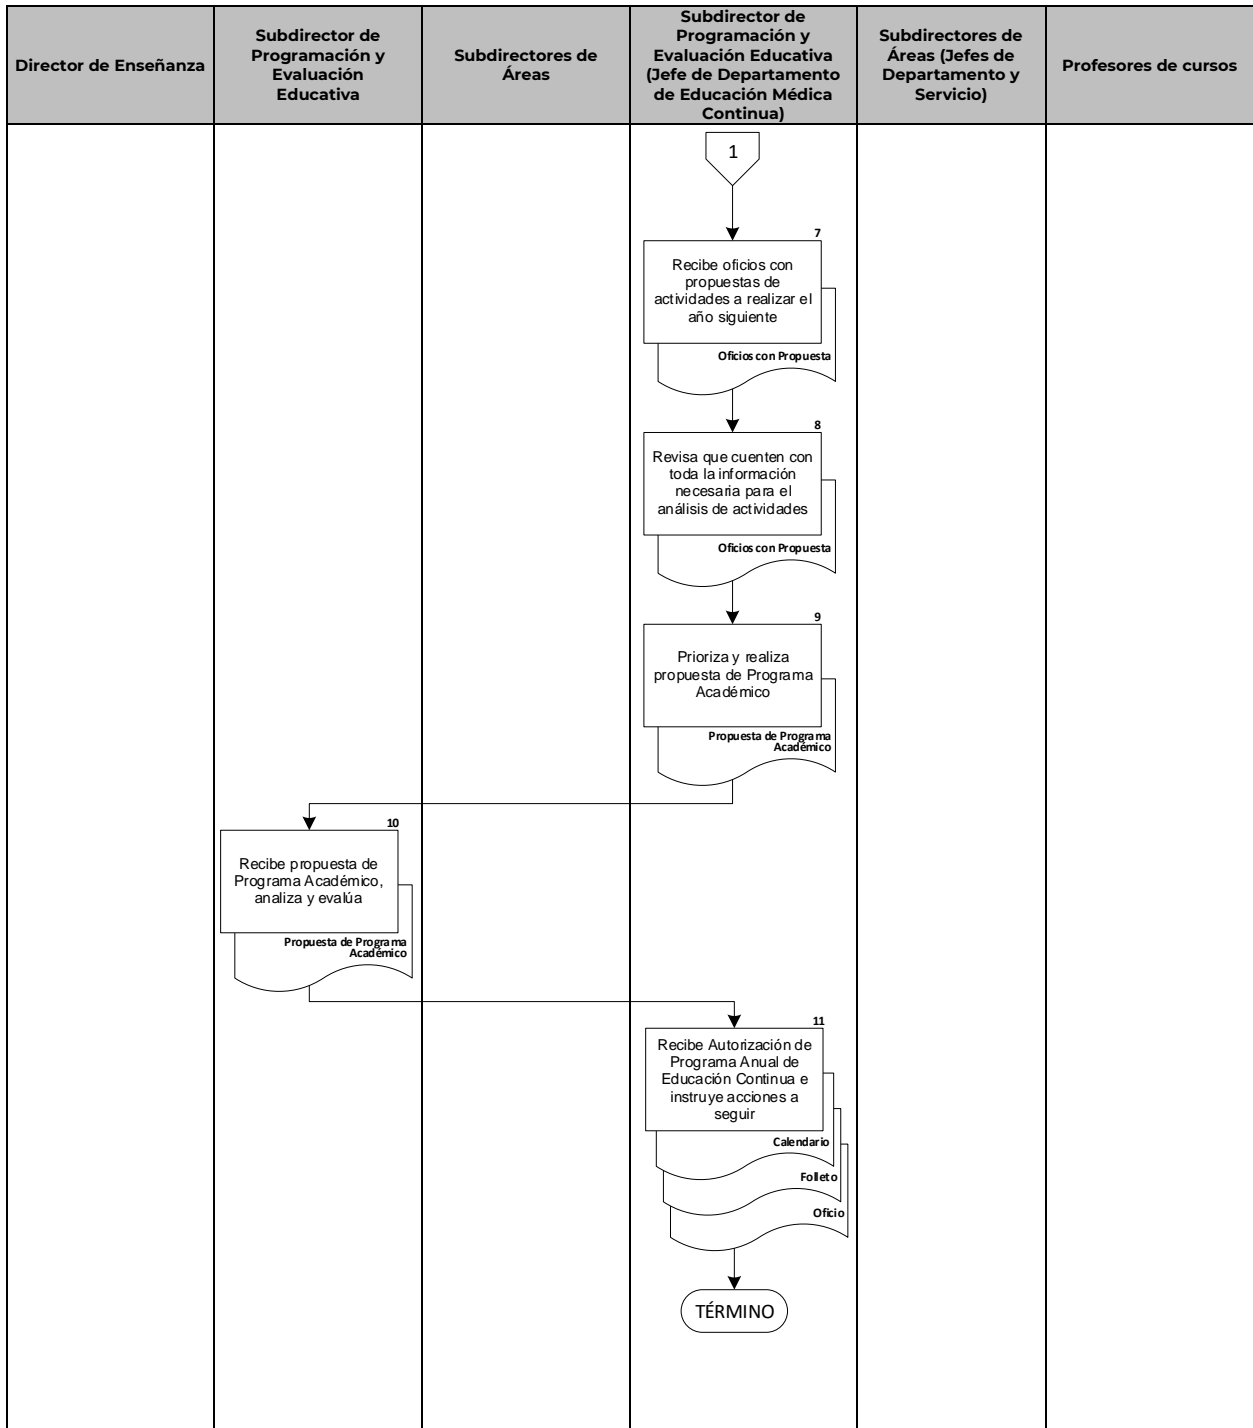 Director de Enseñanza
Subdirector de
Programación y
Evaluación
Educativa
Subdirectores de
Áreas
Subdirector de
Programación y
Evaluación Educativa
(Jefe de Departamento
de Educación Médica
Continua)
Subdirectores de
Áreas (Jefes de
Departamento y
Servicio)
Profesores de cursos
1
7
Recibe oficios con
propuestas de
actividades a realizar el
año siguiente
Oficios con Propuesta
8
Revisa que cuenten con
toda la información
necesaria para el
análisis de actividades
Oficios con Propuesta
9
Prioriza y realiza
propuesta de Programa
Académico
Propuesta de Programa
Académico
10
Recibe propuesta de
Programa Académico,
analiza y evalúa
Propuesta de Programa
Académico
11
Recibe Autorización de
Programa Anual de
Educación Continua e
instruye acciones a
seguir
Calendario
Folleto
Oficio
TÉRMINO